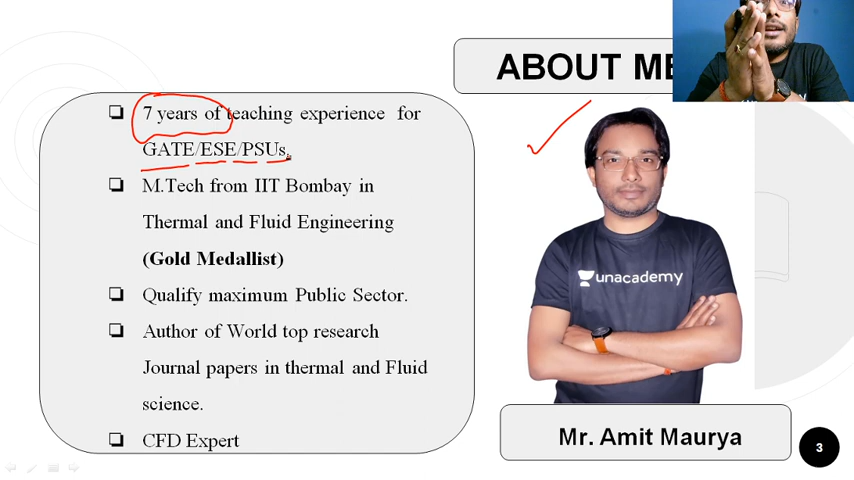 ABOUT ME
❑ 7 years of teaching experience for
GATE/ESE/PSUs.
❑ M.Tech from IIT Bombay in
Thermal and Fluid Engineering
(Gold Medallist)
❑ Qualify maximum Public Sector.
❑ Author of World top research
Journal papers in thermal and Fluid
science.
❑ CFD Expert
unacademy
Mr. Amit Maurya
3